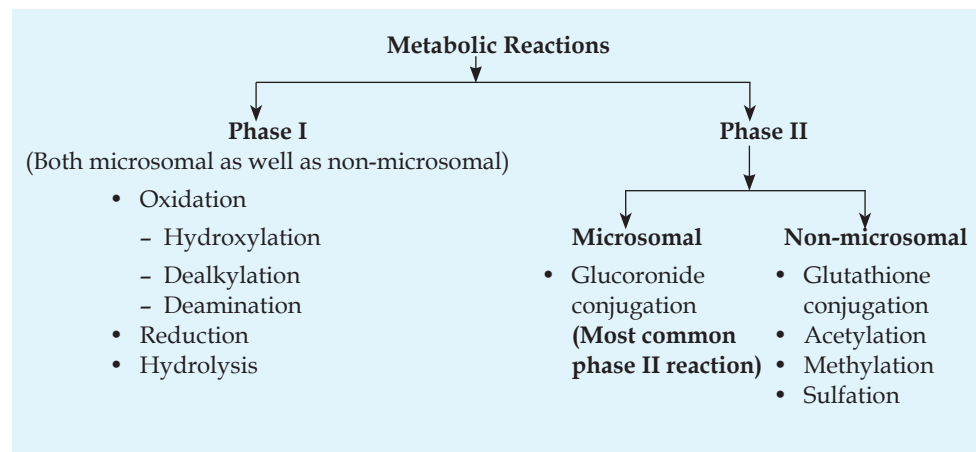 Metabolic Reactions
Phase I
(Both microsomal as well as non-microsomal)
• Oxidation
– Hydroxylation
– Dealkylation
– Deamination
• Reduction
• Hydrolysis
Phase II
Microsomal
• Glucoronide
conjugation
(Most common
phase II reaction)
Non-microsomal
• Glutathione
conjugation
• Acetylation
• Methylation
• Sulfation